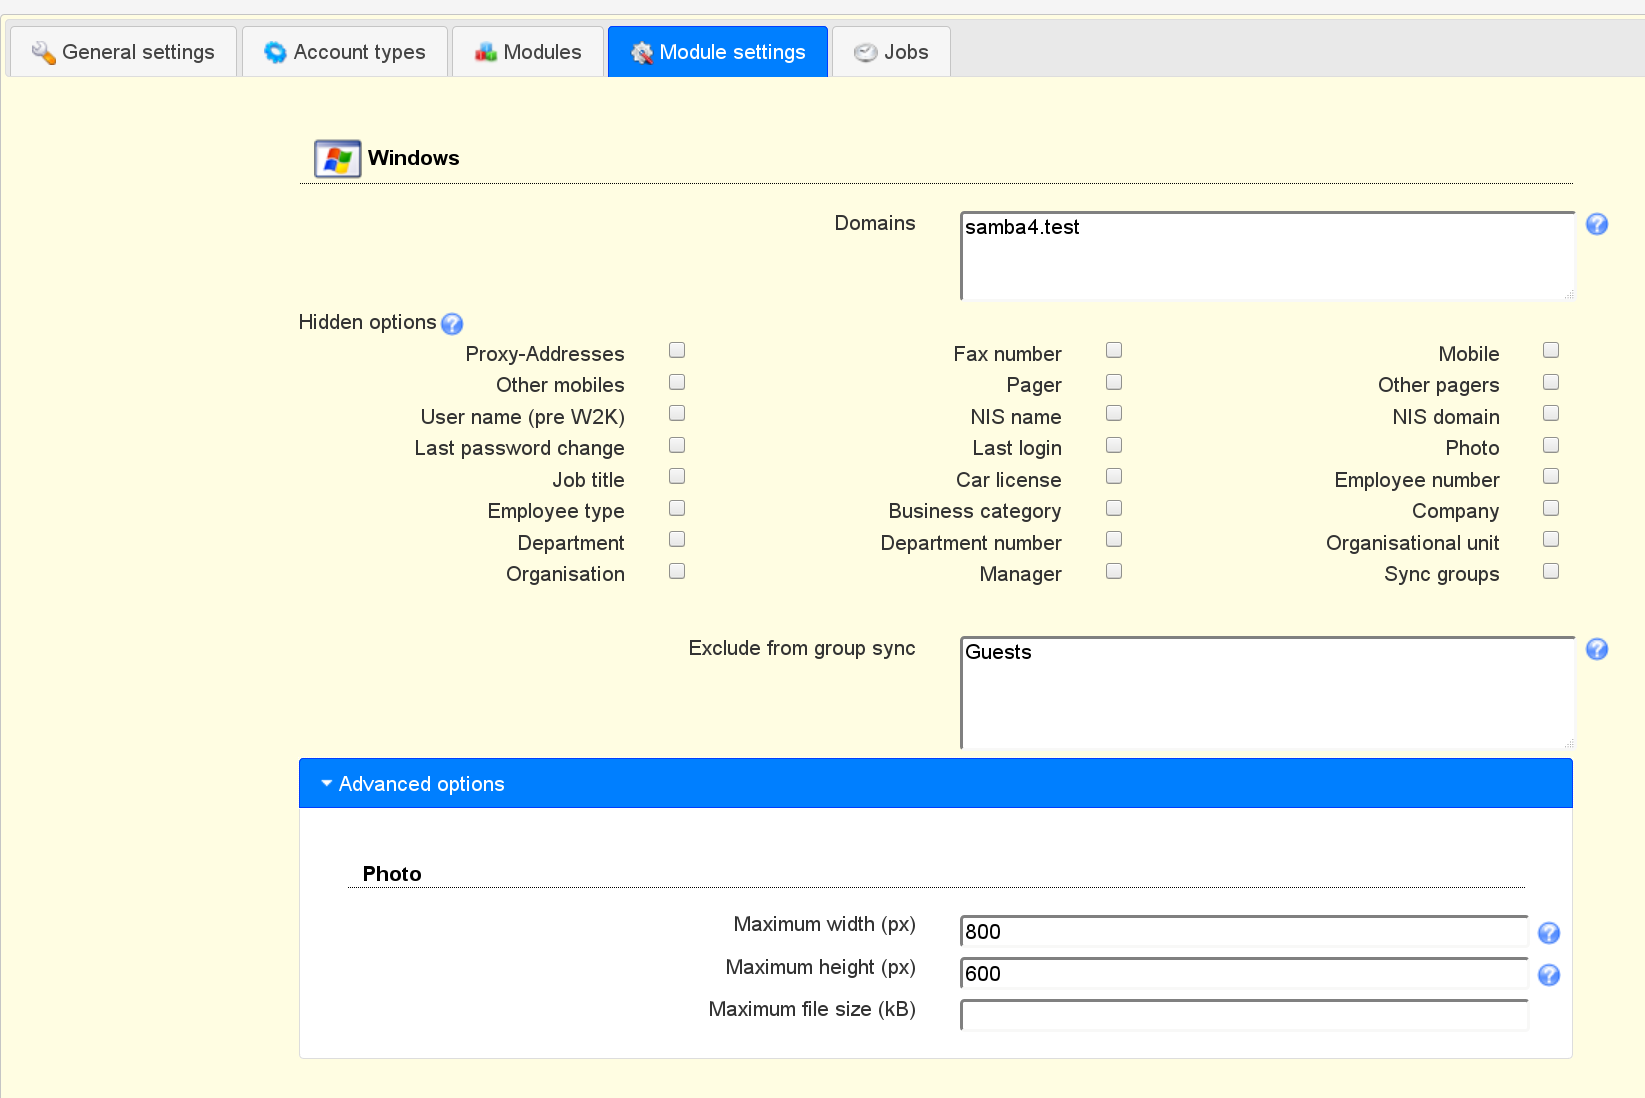 General settings Account types Modules Module settings Jobs
Windows
Domains samba4.test
Hidden options
Proxy-Addresses Fax number Mobile
Other mobiles Pager Other pagers
User name (pre W2K) NIS name NIS domain
Last password change Last login Photo
Job title Car license Employee number
Employee type Business category Company
Department Department number Organisational unit
Organisation Manager Sync groups
Exclude from group sync Guests
Advanced options
Photo
Maximum width (px) 800
Maximum height (px) 600
Maximum file size (kB)